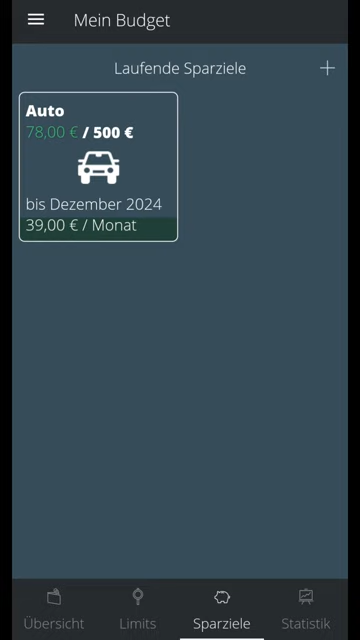 Mein Budget
Laufende Sparziele
Auto
78,00 € / 500 €
bis Dezember 2024
39,00 € / Monat
Übersicht
Limits
Sparziele
Statistik